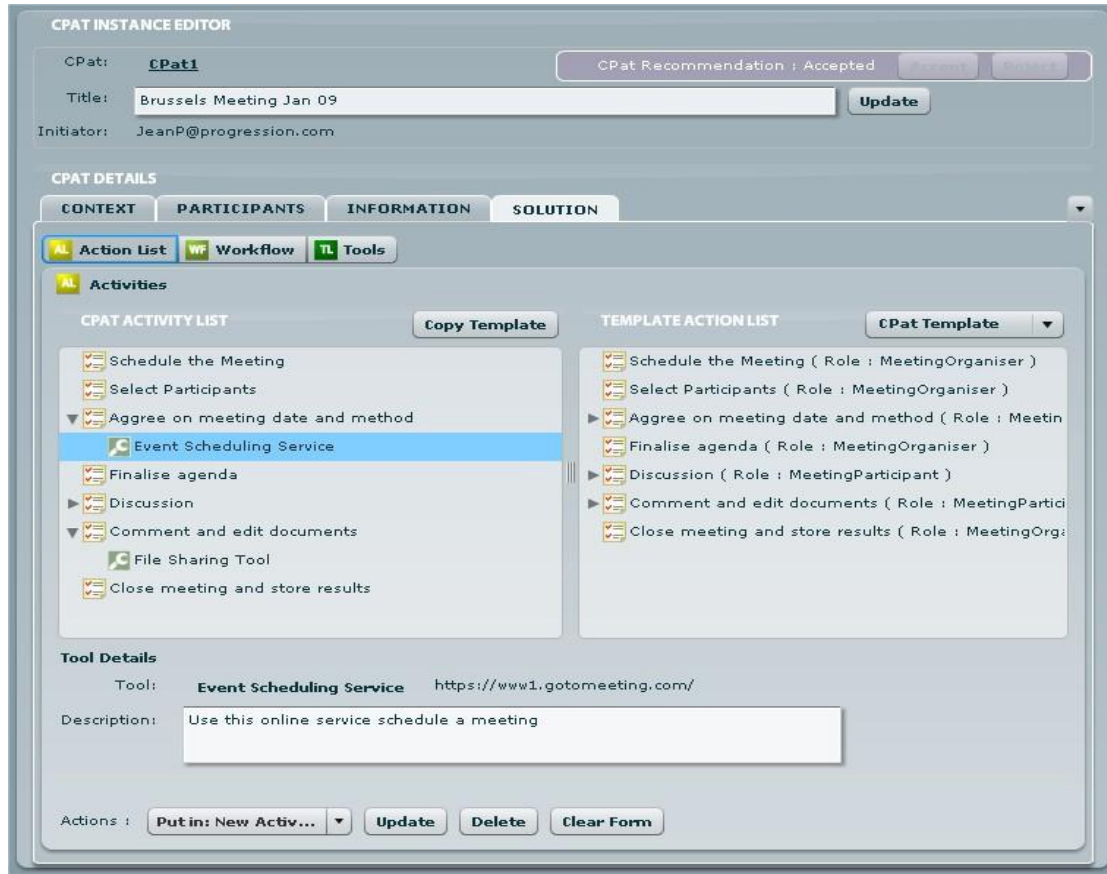 CPAT INSTANCE EDITOR
CPat: CPat1 CPat Recommendation : Accepted Accept Reject
Title: Brussels Meeting Jan 09 Update
Initiator: JeanP@progression.com
CPAT DETAILS
CONTEXT PARTICIPANTS INFORMATION SOLUTION
AL Action List WF Workflow TL Tools
AL Activities
CPAT ACTIVITY LIST Copy Template TEMPLATE ACTION LIST CPat Template
Schedule the Meeting Schedule the Meeting ( Role : MeetingOrganiser )
Select Participants Select Participants ( Role : MeetingOrganiser )
Aggree on meeting date and method Aggree on meeting date and method ( Role : Meetin
Event Scheduling Service Finalise agenda ( Role : MeetingOrganiser )
Finalise agenda Discussion ( Role : MeetingParticipant )
Discussion Comment and edit documents ( Role : MeetingPartici
Comment and edit documents Close meeting and store results ( Role : MeetingOrga
File Sharing Tool
Close meeting and store results
Tool Details
Tool: Event Scheduling Service https://www1.gotomeeting.com/
Description: Use this online service schedule a meeting
Actions : Put in: New Activ... Update Delete Clear Form